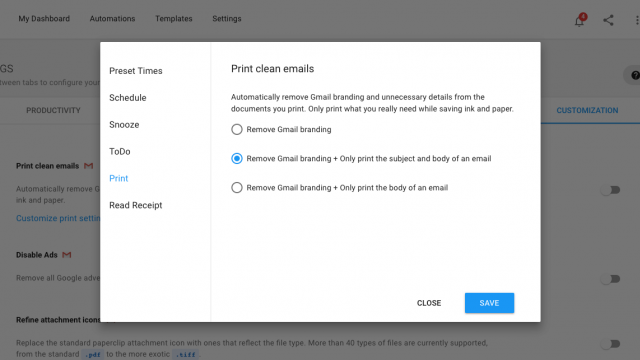 My Dashboard Automations Templates Settings
4
GS
tween tabs to configure your
PRODUCTIVITY
CUSTOMIZATION
Print clean emails
Automatically remove G
ink and paper.
Customize print settin
Disable Ads
Remove all Google adve
Refine attachment icons
Replace the standard paperclip attachment icon with ones that reflect the file type. More than 40 types of files are currently supported,
from the standard .pdf to the more exotic .tiff.
Preset Times
Schedule
Snooze
ToDo
Print
Read Receipt
Print clean emails
Automatically remove Gmail branding and unnecessary details from the
documents you print. Only print what you really need while saving ink and paper.
Remove Gmail branding
Remove Gmail branding + Only print the subject and body of an email
Remove Gmail branding + Only print the body of an email
CLOSE SAVE